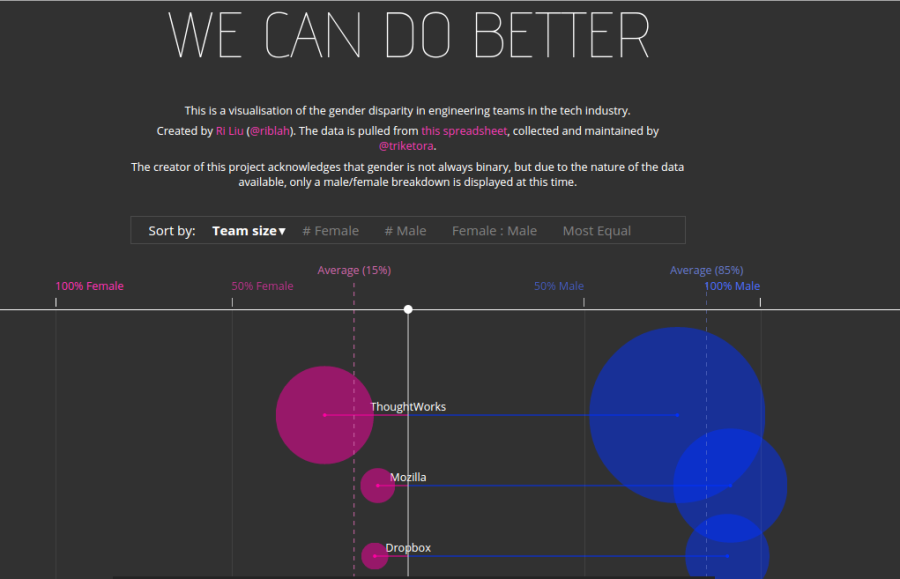 WE CAN DO BETTER
This is a visualisation of the gender disparity in engineering teams in the tech industry.
Created by Ri Liu (@riblah). The data is pulled from this spreadsheet, collected and maintained by
@triketora.
The creator of this project acknowledges that gender is not always binary, but due to the nature of the data
available, only a male/female breakdown is displayed at this time.
Sort by: Team size▾ # Female # Male Female : Male Most Equal
Average (15%) Average (85%)
100% Female 50% Female 50% Male 100% Male
ThoughtWorks
Mozilla
Dropbox